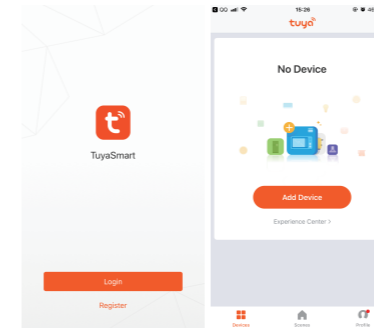 TuyaSmart
Login
Register
15:26
tuya
No Device
Add Device
Experience Center >
Devices
Scenes
Profile